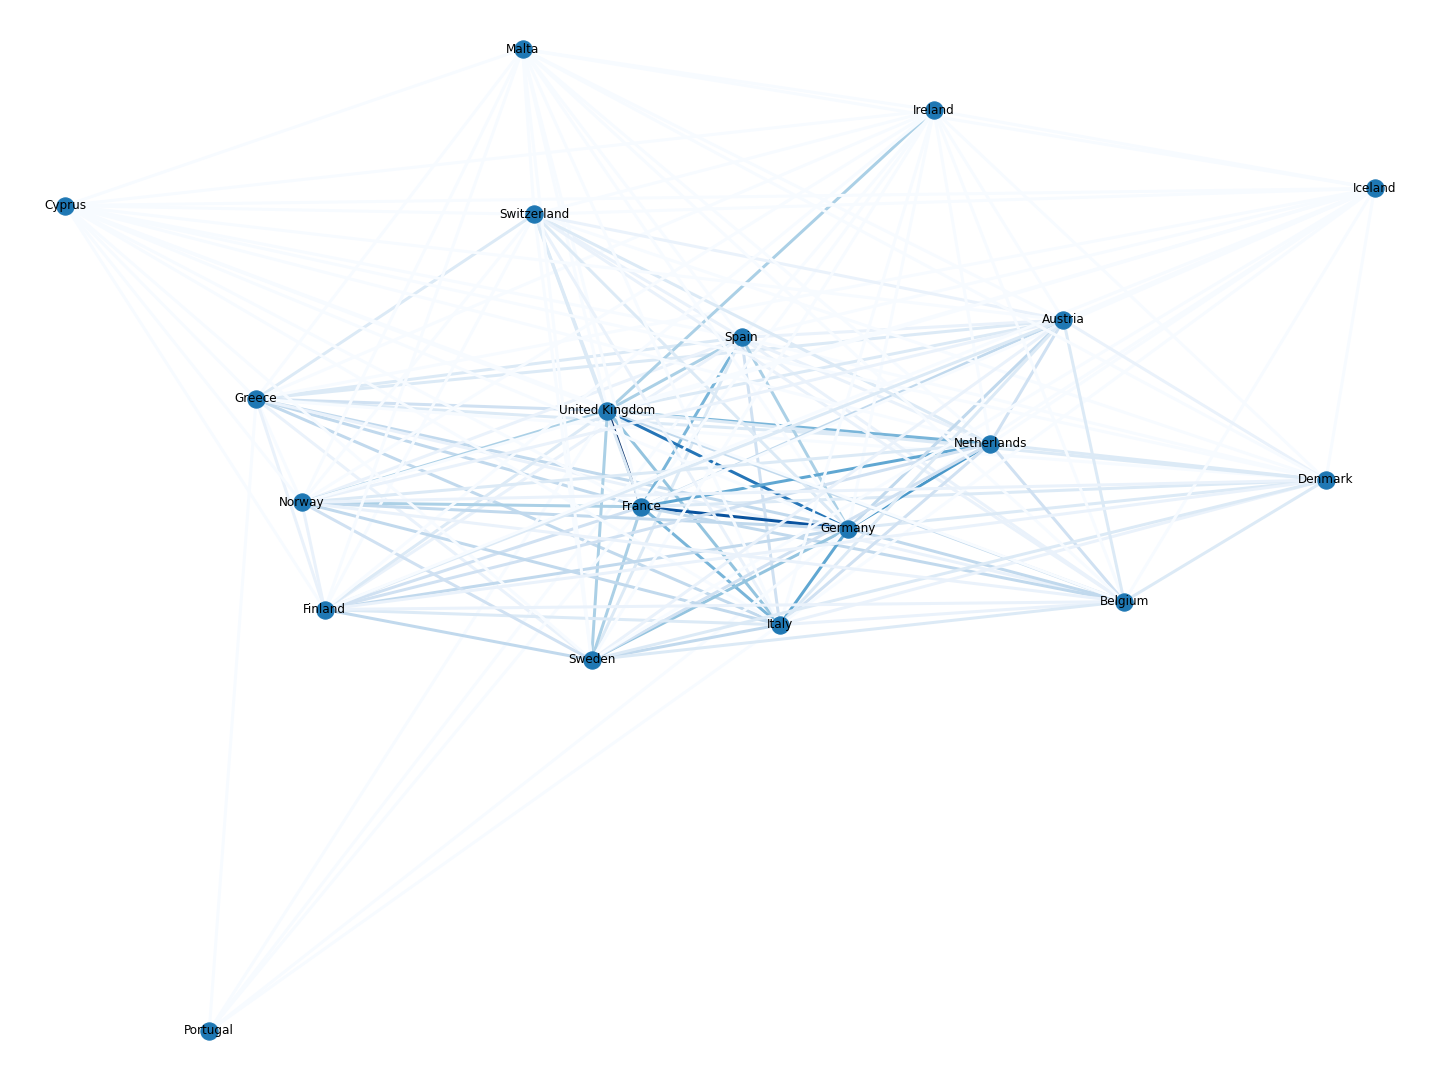 Malta
Ireland
Iceland
Cyprus
Switzerland
Austria
Spain
Greece
United Kingdom
Netherlands
Denmark
Norway
France
Germany
Belgium
Finland
Italy
Sweden
Portugal